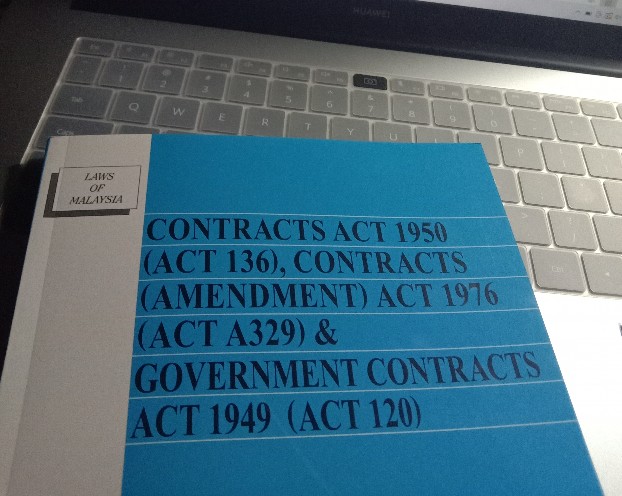 HUAWEI
Q W E R T Y U
LAWS
OF
MALAYSIA
CONTRACTS ACT 1950
(ACT 136), CONTRACTS
(AMENDMENT) ACT 1976
(ACT A329) &
GOVERNMENT CONTRACTS
ACT 1949 (ACT 120)